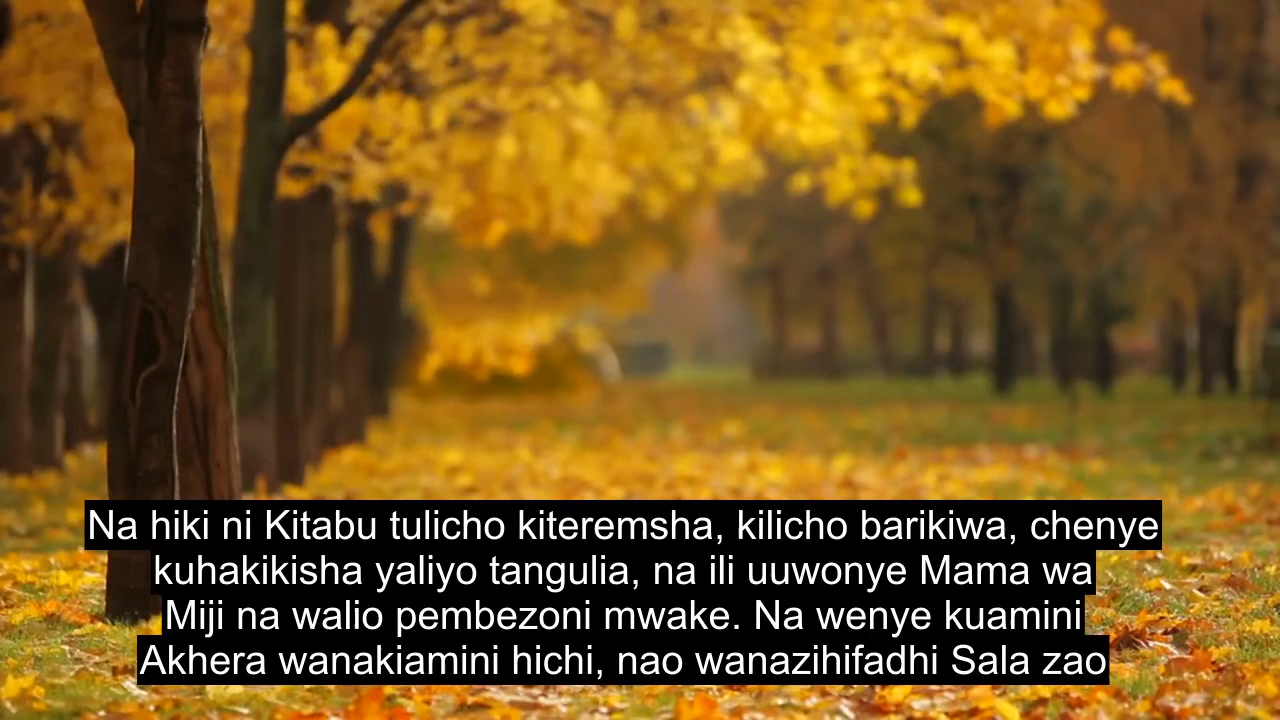 Na hiki ni Kitabu tulicho kiteremsha, kilicho barikiwa, chenye
kuhakikisha yaliyo tangulia, na ili uuwonye Mama wa
Miji na walio pembezoni mwake. Na wenye kuamini
Akhera wanakiamini hichi, nao wanazihifadhi Sala zao